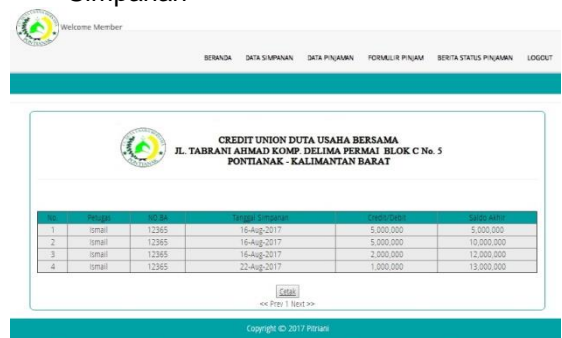 Simpanan
Welcome Member
BERANDA DATA SIMPANAN DATA PINJAMAN FORMULIR PINJAM BERITA STATUS PINJAMAN LOGOUT
CREDIT UNION DUTA USAHA BERSAMA
JL. TABRANI AHMAD KOMP. DELIMA PERMAI BLOK C No. 5
PONTIANAK - KALIMANTAN BARAT
No. Petugas NO.BA Tanggal Simpanan Credit/Debit Saldo Akhir
1 Ismail 12365 16-Aug-2017 5,000,000 5,000,000
2 Ismail 12365 16-Aug-2017 5,000,000 10,000,000
3 Ismail 12365 16-Aug-2017 2,000,000 12,000,000
4 Ismail 12365 22-Aug-2017 1,000,000 13,000,000
Cetak
<< Prev 1 Next >>
Copyright © 2017 Pitriani